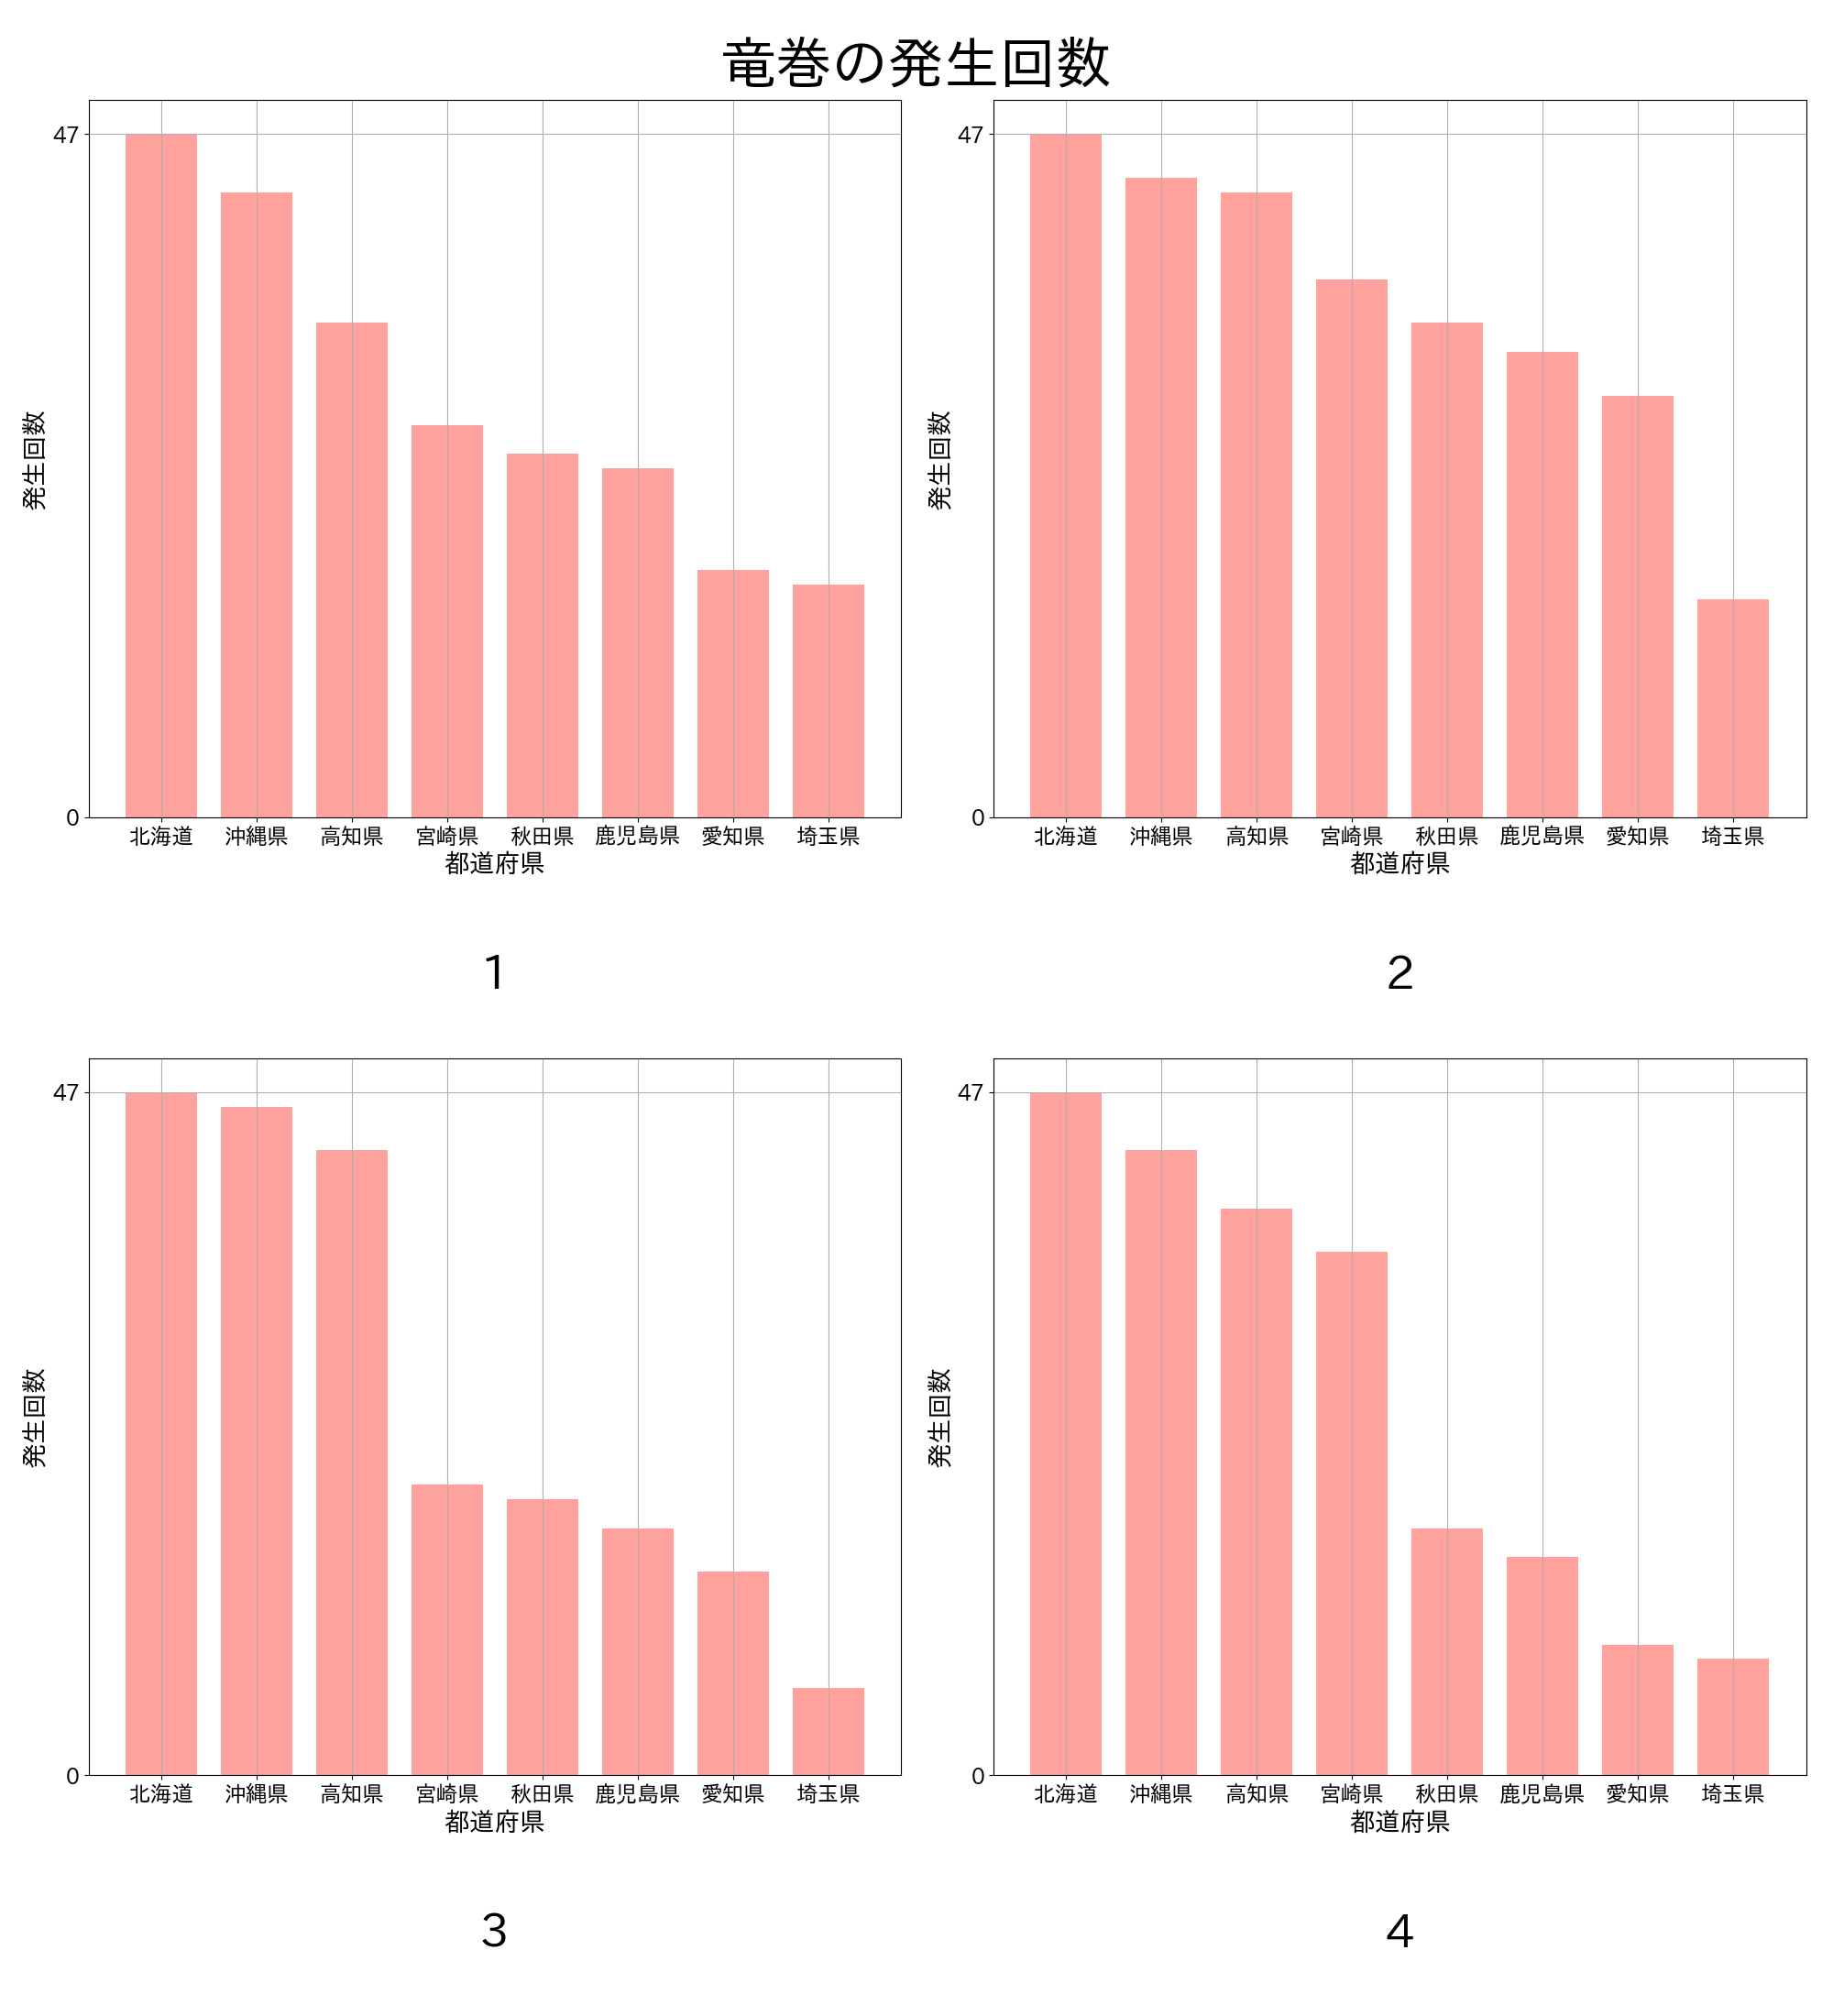 竜巻の発生回数
47
0
発生回数
北海道 沖縄県 高知県 宮崎県 秋田県 鹿児島県 愛知県 埼玉県
都道府県
1
47
0
発生回数
北海道 沖縄県 高知県 宮崎県 秋田県 鹿児島県 愛知県 埼玉県
都道府県
2
47
0
発生回数
北海道 沖縄県 高知県 宮崎県 秋田県 鹿児島県 愛知県 埼玉県
都道府県
3
47
0
発生回数
北海道 沖縄県 高知県 宮崎県 秋田県 鹿児島県 愛知県 埼玉県
都道府県
4